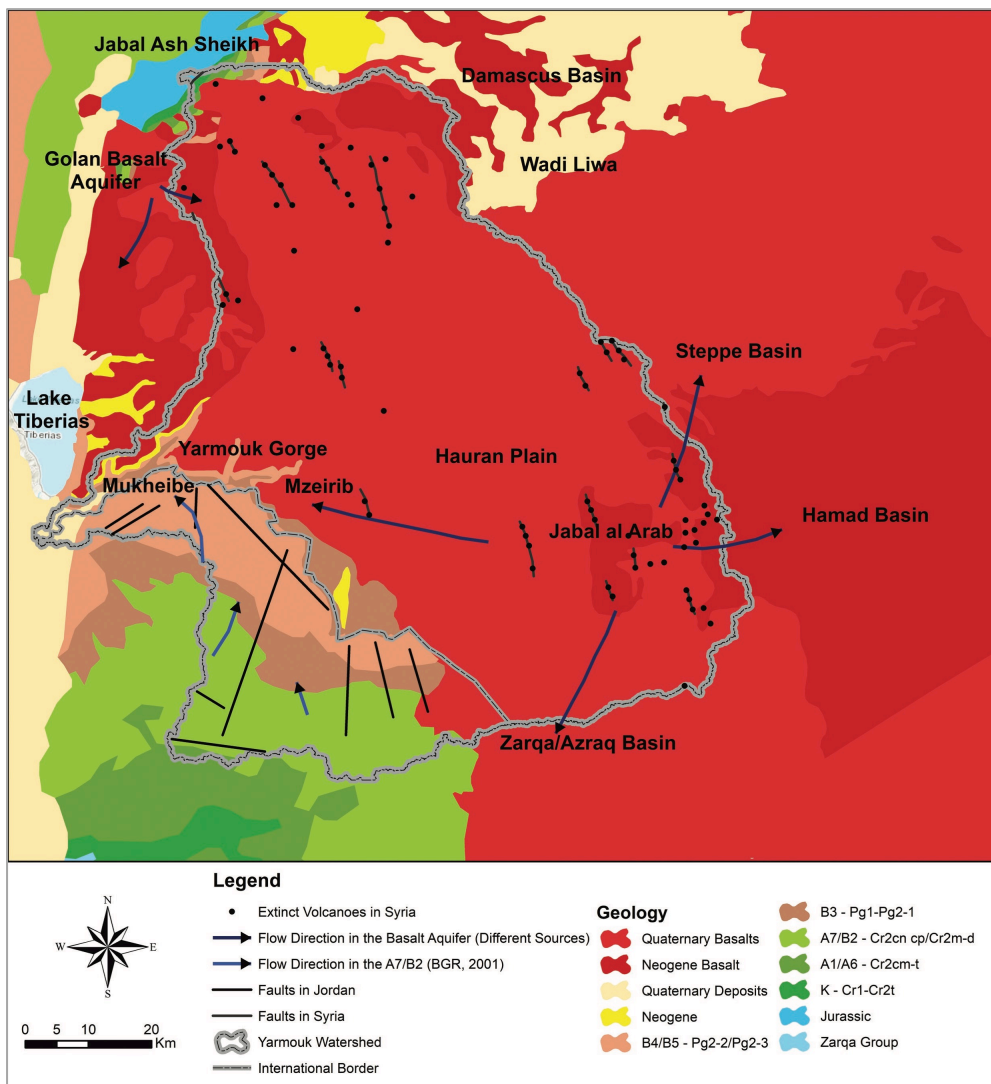 Jabal Ash Sheikh
Damascus Basin
Golan Basalt
Aquifer
Wadi Liwa
Steppe Basin
Lake
Tiberias
Tiberias
Yarmouk Gorge
Hauran Plain
Mukheibe
Mzeirib
Jabal al Arab
Hamad Basin
Zarqa/Azraq Basin
N
W
E
S
0
10
20
Km
Legend
Extinct Volcanoes in Syria
Flow Direction in the Basalt Aquifer (Different Sources)
Flow Direction in the A7/B2 (BGR, 2001)
Faults in Jordan
Faults in Syria
Yarmouk Watershed
International Border
Geology
Quaternary Basalts
Neogene Basalt
Quaternary Deposits
Neogene
B4/B5 - Pg2-2/Pg2-3
B3 - Pg1-Pg2-1
A7/B2 - Cr2cn cp/Cr2m-d
A1/A6 - Cr2cm-t
K - Cr1-Cr2t
Jurassic
Zarqa Group